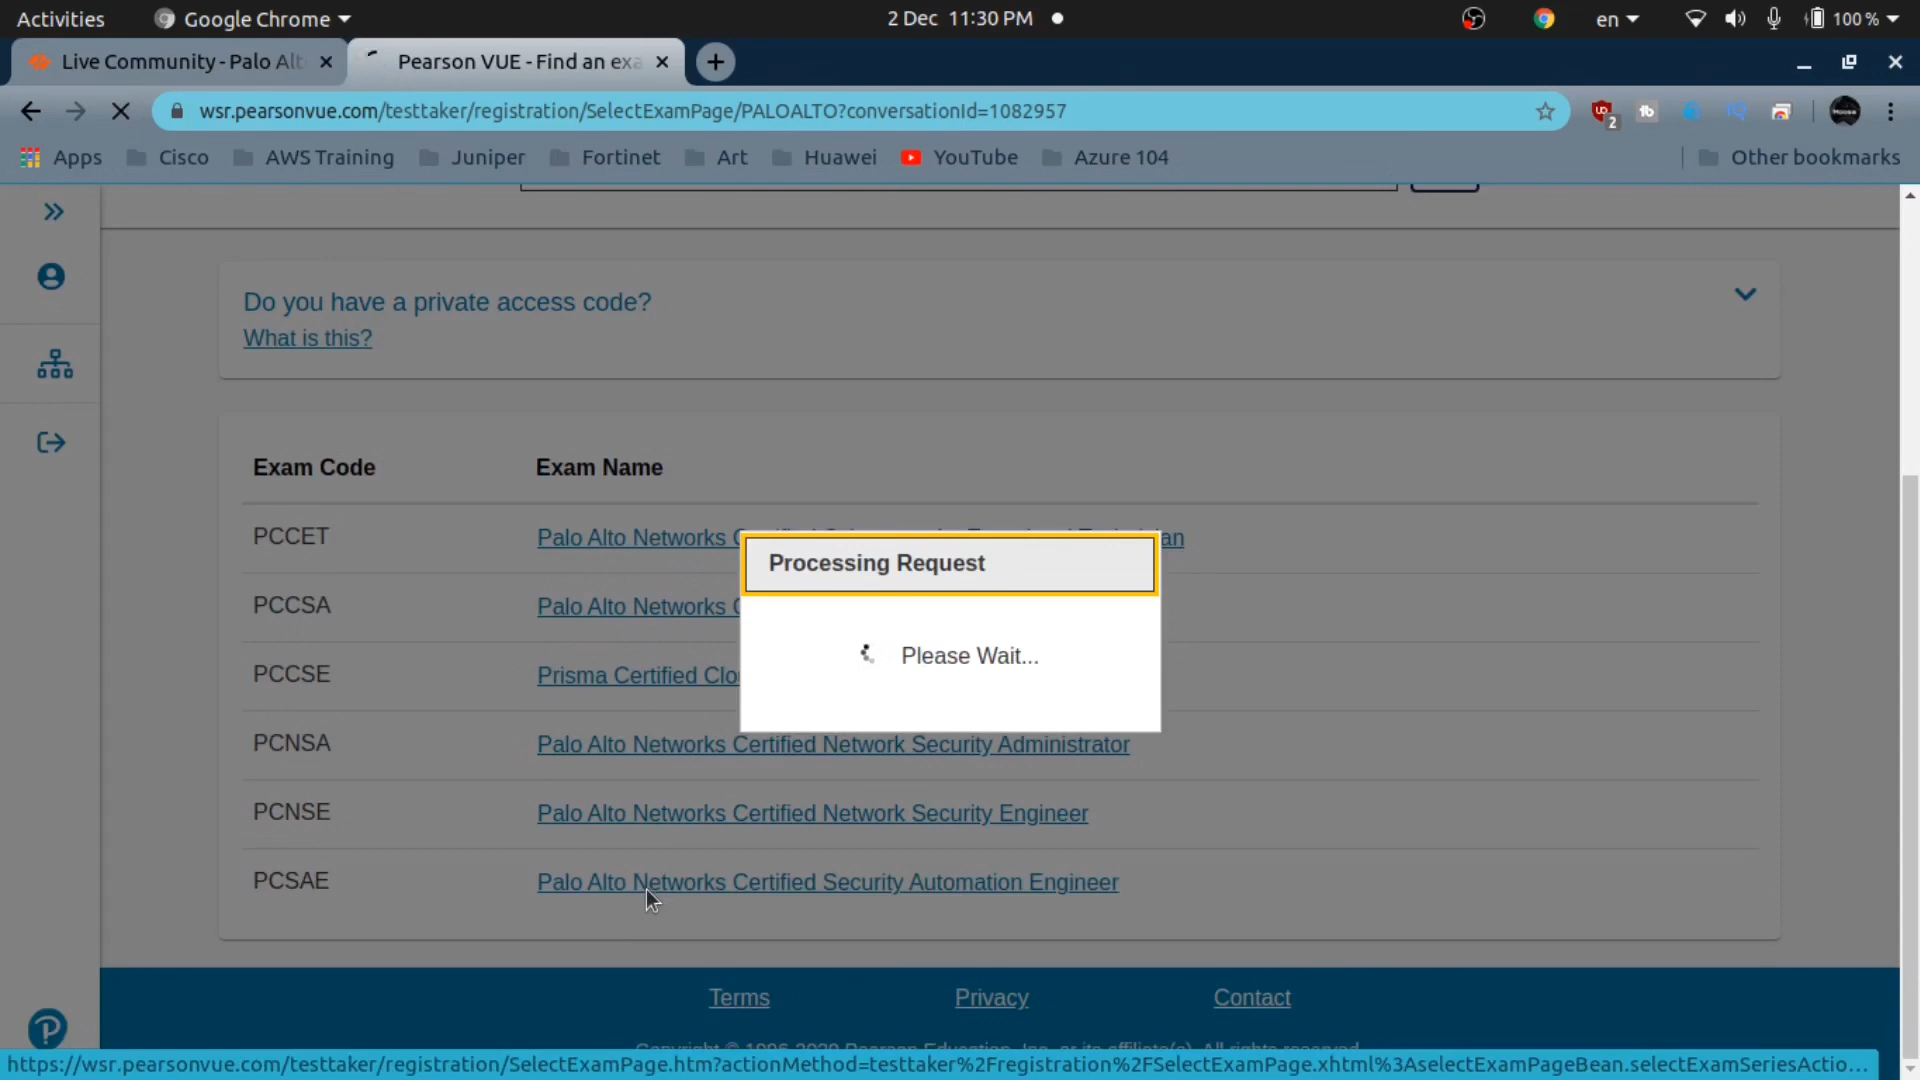 Activities Google Chrome 2 Dec 11:30 PM en 100 %
Live Community - Palo Alt Pearson VUE - Find an exa
wsr.pearsonvue.com/testtaker/registration/SelectExamPage/PALOALTO?conversationId=1082957 2
Apps Cisco AWS Training Juniper Fortinet Art Huawei YouTube Azure 104 Other bookmarks
Do you have a private access code?
What is this?
Exam Code Exam Name
PCCET Palo Alto Networks
PCCSA Palo Alto Networks
PCCSE Prisma Certified Clo
Processing Request
Please Wait...
PCNSA Palo Alto Networks Certified Network Security Administrator
PCNSE Palo Alto Networks Certified Network Security Engineer
PCSAE Palo Alto Networks Certified Security Automation Engineer
Terms Privacy Contact
https://wsr.pearsonvue.com/testtaker/registration/SelectExamPage.htm?actionMethod=testtaker%2Fregistration%2FSelectExamPage.xhtml%3AselectExamPageBean.selectExamSeriesActio...